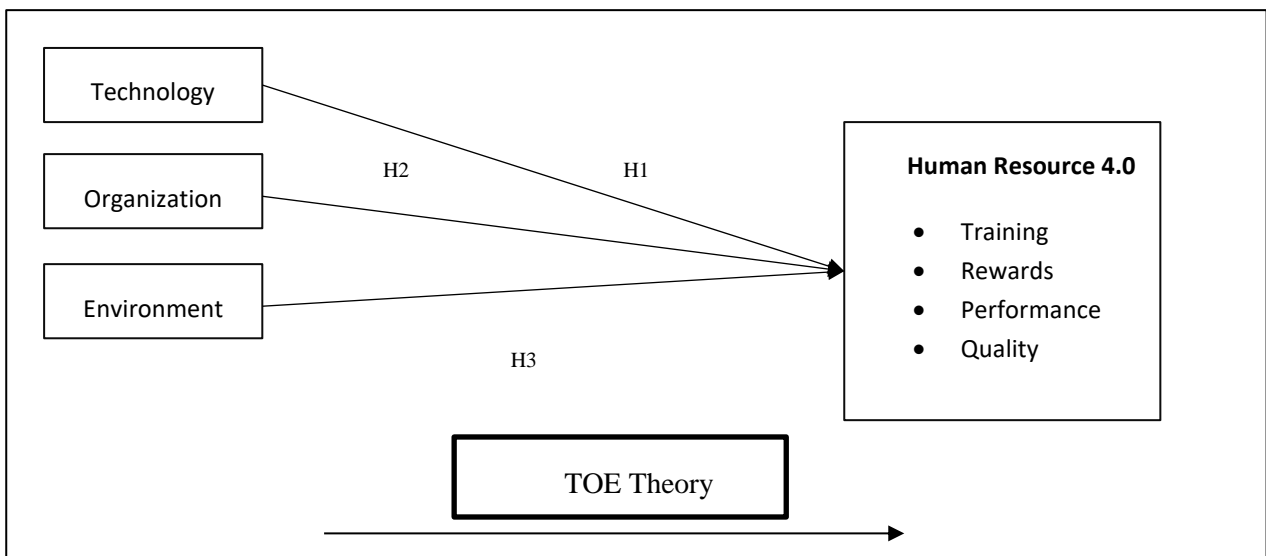 Technology
H2
H1
Human Resource 4.0
Organization
• Training
• Rewards
Environment
• Performance
• Quality
H3
TOE Theory